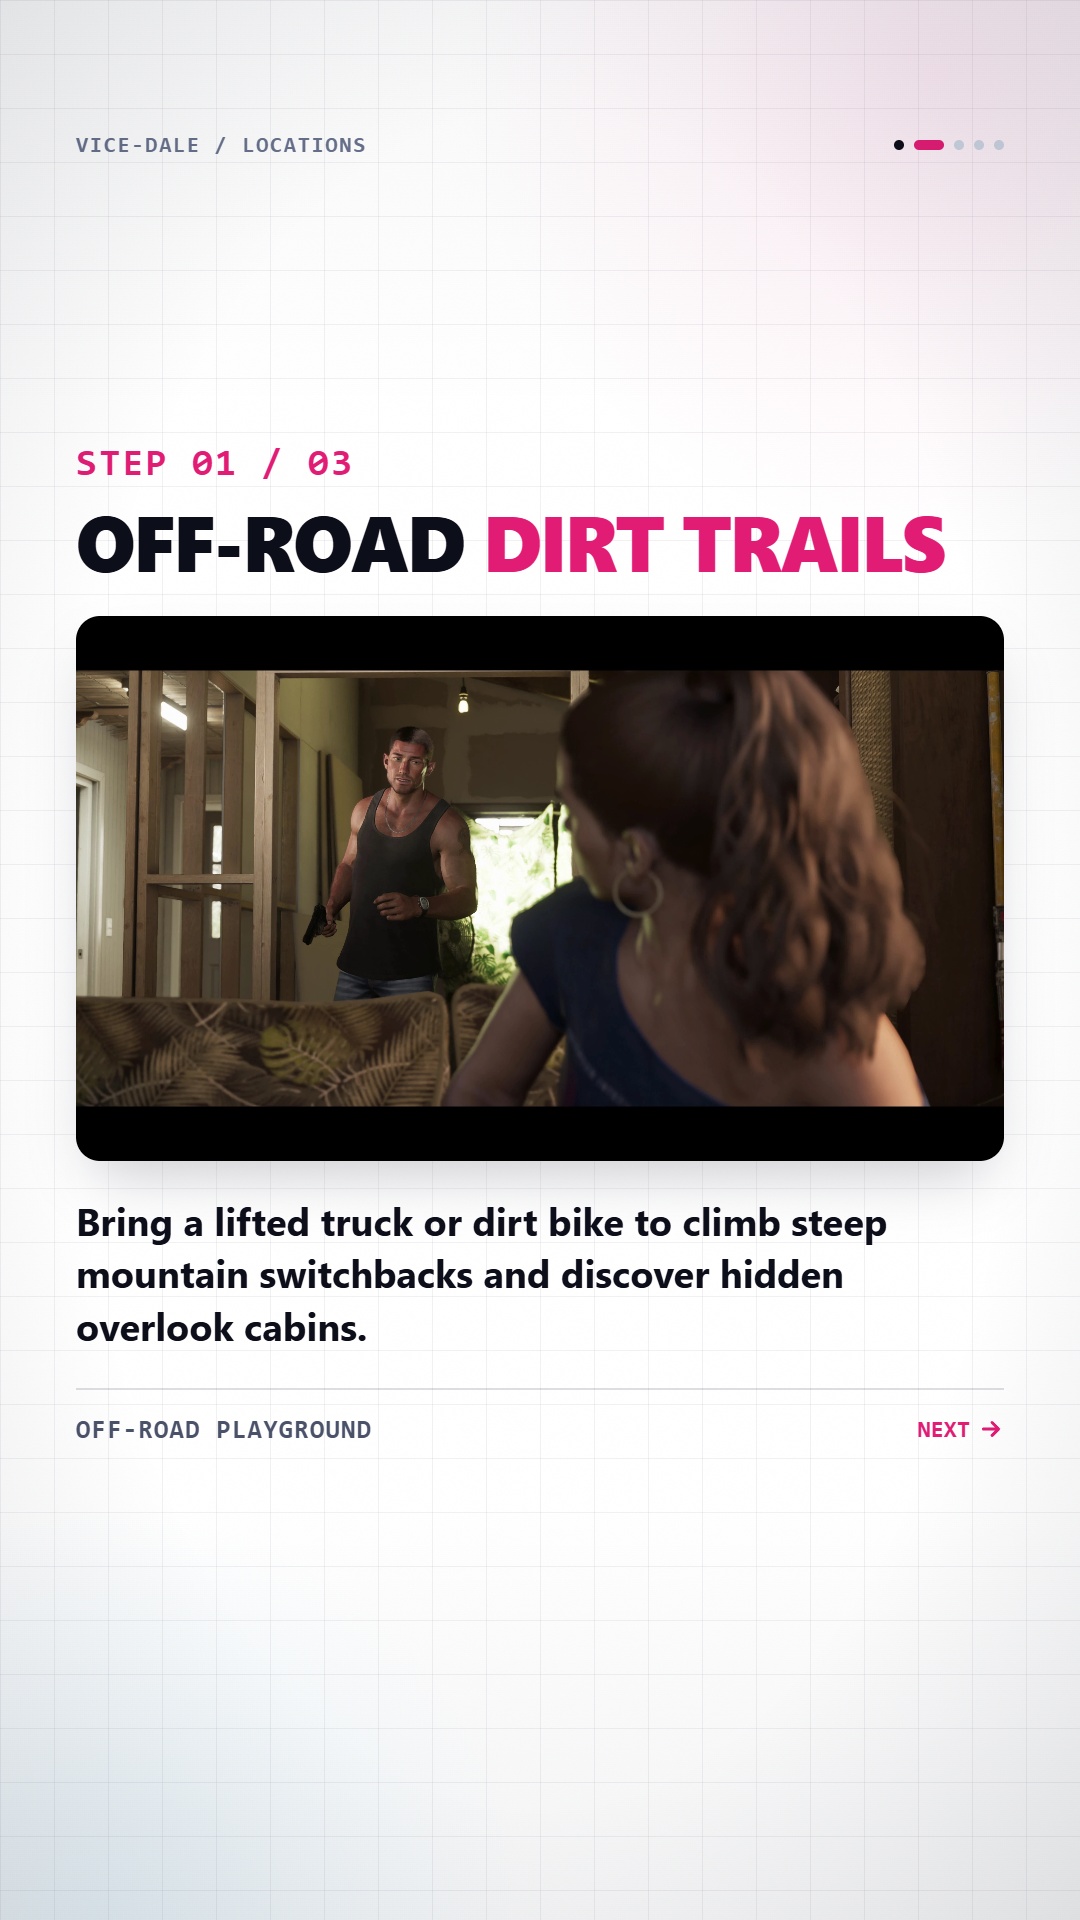 VICE-DALE / LOCATIONS
STEP 01 / 03
OFF-ROAD DIRT TRAILS
Bring a lifted truck or dirt bike to climb steep
mountain switchbacks and discover hidden
overlook cabins.
OFF-ROAD PLAYGROUND
NEXT →